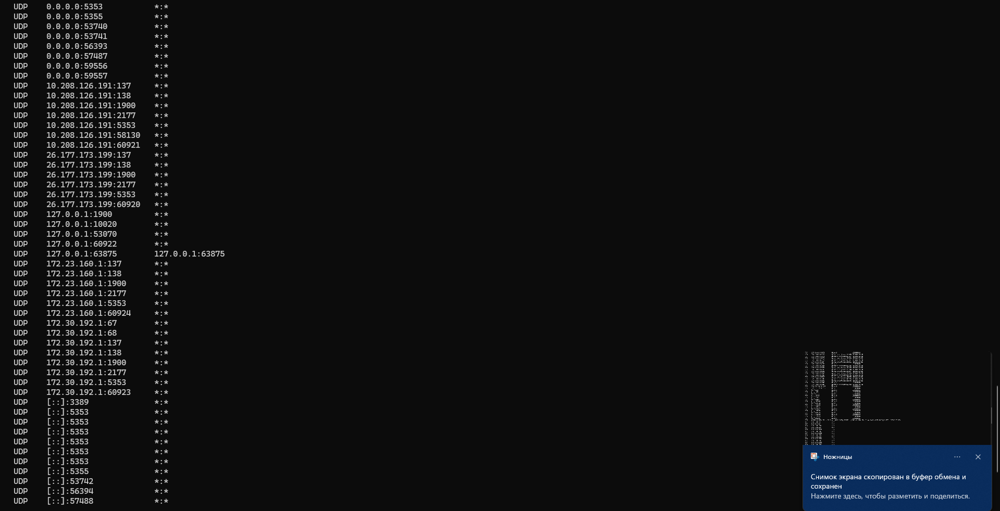 UDP    0.0.0.0:5353           *:*
UDP    0.0.0.0:5355           *:*
UDP    0.0.0.0:53740          *:*
UDP    0.0.0.0:53741          *:*
UDP    0.0.0.0:56393          *:*
UDP    0.0.0.0:57487          *:*
UDP    0.0.0.0:59556          *:*
UDP    0.0.0.0:59557          *:*
UDP    10.208.126.191:137     *:*
UDP    10.208.126.191:138     *:*
UDP    10.208.126.191:1900    *:*
UDP    10.208.126.191:2177    *:*
UDP    10.208.126.191:5353    *:*
UDP    10.208.126.191:58130   *:*
UDP    10.208.126.191:60921   *:*
UDP    26.177.173.199:137     *:*
UDP    26.177.173.199:138     *:*
UDP    26.177.173.199:1900    *:*
UDP    26.177.173.199:2177    *:*
UDP    26.177.173.199:5353    *:*
UDP    26.177.173.199:60920   *:*
UDP    127.0.0.1:1900         *:*
UDP    127.0.0.1:10020        *:*
UDP    127.0.0.1:53070        *:*
UDP    127.0.0.1:60922        *:*
UDP    127.0.0.1:63875        127.0.0.1:63875
UDP    172.23.160.1:137       *:*
UDP    172.23.160.1:138       *:*
UDP    172.23.160.1:1900      *:*
UDP    172.23.160.1:2177      *:*
UDP    172.23.160.1:5353      *:*
UDP    172.23.160.1:60924     *:*
UDP    172.30.192.1:67        *:*
UDP    172.30.192.1:68        *:*
UDP    172.30.192.1:137       *:*
UDP    172.30.192.1:138       *:*
UDP    172.30.192.1:1900      *:*
UDP    172.30.192.1:2177      *:*
UDP    172.30.192.1:5353      *:*
UDP    172.30.192.1:60923     *:*
UDP    [::]:3389              *:*
UDP    [::]:5353              *:*
UDP    [::]:5353              *:*
UDP    [::]:5353              *:*
UDP    [::]:5353              *:*
UDP    [::]:5353              *:*
UDP    [::]:5353              *:*
UDP    [::]:5355              *:*
UDP    [::]:53742             *:*
UDP    [::]:56394             *:*
UDP    [::]:57488             *:*
Ножницы
Снимок экрана скопирован в буфер обмена и
сохранен
Нажмите здесь, чтобы разметить и поделиться.